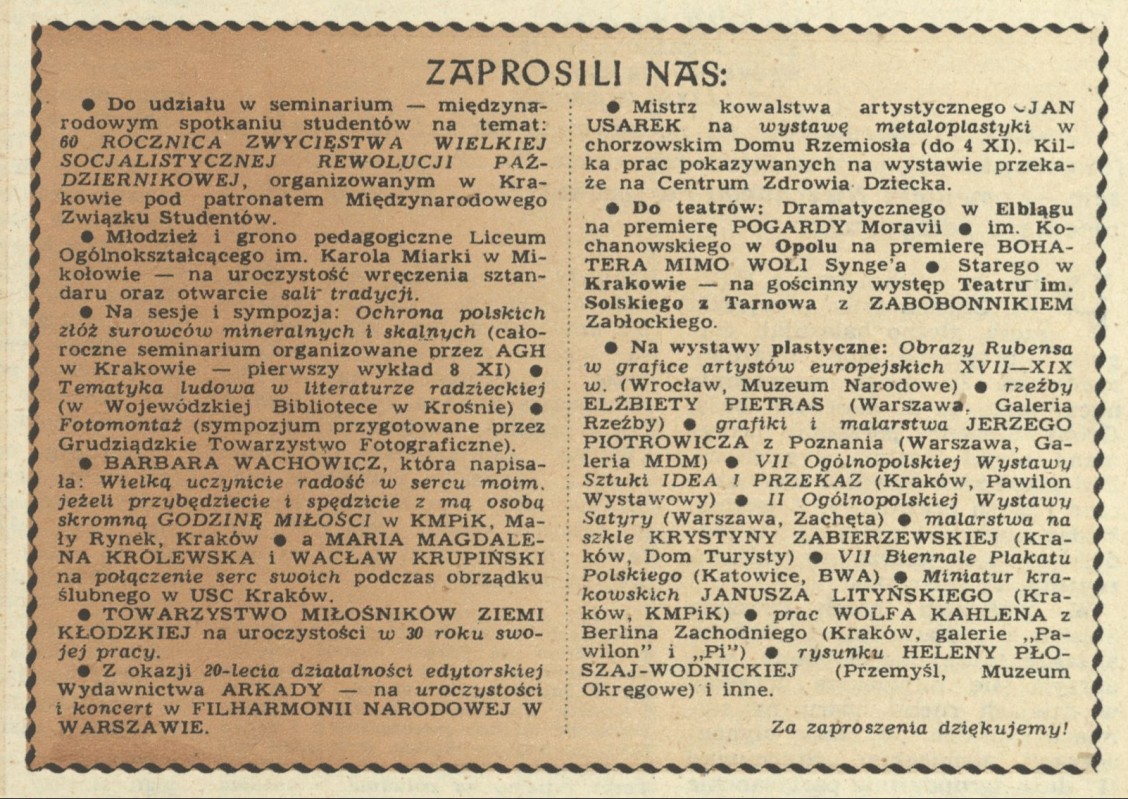 ZAPROSILI NAS:
● Do udziału w seminarium — międzyna-
rodowym spotkaniu studentów na temat:
60 ROCZNICA ZWYCIĘSTWA WIELKIEJ
SOCJALISTYCZNEJ REWOLUCJI PAŹ-
DZIERNIKOWEJ, organizowanym w Kra-
kowie pod patronatem Międzynarodowego
Związku Studentów.
● Młodzież i grono pedagogiczne Liceum
Ogólnokształcącego im. Karola Miarki w Mi-
kołowie — na uroczystość wręczenia sztan-
daru oraz otwarcie sali tradycji.
● Na sesje i sympozja: Ochrona polskich
złóż surowców mineralnych i skalnych (cało-
roczne seminarium organizowane przez AGH
w Krakowie — pierwszy wykład 8 XI) ●
Tematyka ludowa w literaturze radzieckiej
(w Wojewódzkiej Bibliotece w Krośnie) ●
Fotomontaż (sympozjum przygotowane przez
Grudziądzkie Towarzystwo Fotograficzne).
● BARBARA WACHOWICZ, która napisa-
ła: Wielką uczynicie radość w sercu moim,
jeżeli przybędziecie i spędzicie z mą osobą
skromną GODZINĘ MIŁOŚCI w KMPiK, Ma-
ły Rynek, Kraków ● a MARIA MAGDALE-
NA KRÓLEWSKA i WACŁAW KRUPIŃSKI
na połączenie serc swoich podczas obrządku
ślubnego w USC Kraków.
● TOWARZYSTWO MIŁOŚNIKÓW ZIEMI
KŁODZKIEJ na uroczystości w 30 roku swo-
jej pracy.
● Z okazji 20-lecia działalności edytorskiej
Wydawnictwa ARKADY — na uroczystości
i koncert w FILHARMONII NARODOWEJ W
WARSZAWIE.
● Mistrz kowalstwa artystycznego JAN
USAREK na wystawę metaloplastyki w
chorzowskim Domu Rzemiosła (do 4 XI). Kil-
ka prac pokazywanych na wystawie przeka-
że na Centrum Zdrowia Dziecka.
● Do teatrów: Dramatycznego w Elblągu
na premierę POGARDY Moravii ● im. Ko-
chanowskiego w Opolu na premierę BOHA-
TERA MIMO WOLI Synge'a ● Starego w
Krakowie — na gościnny występ Teatru im.
Solskiego z Tarnowa z ZABOBONNIKIEM
Zabłockiego.
● Na wystawy plastyczne: Obrazy Rubensa
w grafice artystów europejskich XVII—XIX
w. (Wrocław, Muzeum Narodowe) ● rzeźby
ELŻBIETY PIETRAS (Warszawa, Galeria
Rzeźby) ● grafiki i malarstwa JERZEGO
PIOTROWICZA z Poznania (Warszawa, Ga-
leria MDM) ● VII Ogólnopolskiej Wystawy
Sztuki IDEA I PRZEKAZ (Kraków, Pawilon
Wystawowy) ● II Ogólnopolskiej Wystawy
Satyry (Warszawa, Zachęta) ● malarstwa na
szkle KRYSTYNY ZABIERZEWSKIEJ (Kra-
ków, Dom Turysty) ● VII Biennale Plakatu
Polskiego (Katowice, BWA) ● Miniatur kra-
kowskich JANUSZA LITYŃSKIEGO (Kra-
ków, KMPiK) ● prac WOLFA KAHLENA z
Berlina Zachodniego (Kraków, galerie „Pa-
wilon" i „Pi") ● rysunku HELENY PŁO-
SZAJ-WODNICKIEJ (Przemyśl, Muzeum
Okręgowe) i inne.
Za zaproszenia dziękujemy!